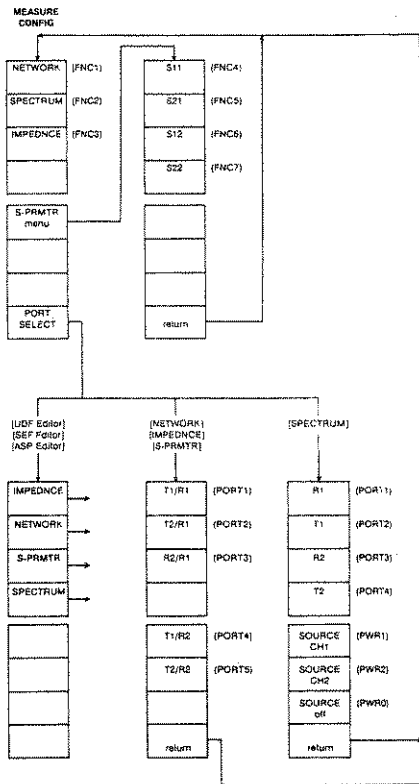 MEASURE
CONFIG
NETWORK (FNC1)
SPECTRUM (FNC2)
IMPEDNCE (FNC3)
S-PRMTR
menu
PORT
SELECT
S11 (FNC4)
S21 (FNC5)
S12 (FNC6)
S22 (FNC7)
return
[UDF Editor]
[SEF Editor]
[ASP Editor]
IMPEDNCE
NETWORK
S-PRMTR
SPECTRUM
[NETWORK]
[IMPEDNCE]
[S-PRMTR]
T1/R1 (PORT1)
T2/R1 (PORT2)
R2/R1 (PORT3)
T1/R2 (PORT4)
T2/R2 (PORT5)
return
[SPECTRUM]
R1 (PORT1)
T1 (PORT2)
R2 (PORT3)
T2 (PORT4)
SOURCE
CH1 (PWR1)
SOURCE
CH2 (PWR2)
SOURCE
off (PWR0)
return